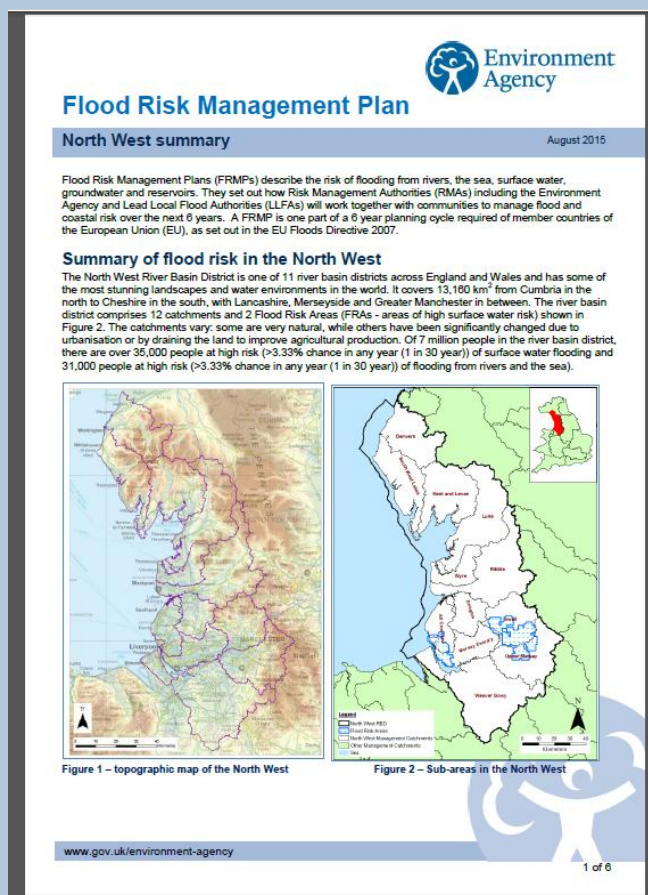 Environment
Agency
Flood Risk Management Plan
North West summary
August 2015
Flood Risk Management Plans (FRMPs) describe the risk of flooding from rivers, the sea, surface water,
groundwater and reservoirs. They set out how Risk Management Authorities (RMAs) including the Environment
Agency and Lead Local Flood Authorities (LLFAs) will work together with communities to manage flood and
coastal risk over the next 6 years. A FRMP is one part of a 6 year planning cycle required of member countries of
the European Union (EU), as set out in the EU Floods Directive 2007.
Summary of flood risk in the North West
The North West River Basin District is one of 11 river basin districts across England and Wales and has some of
the most stunning landscapes and water environments in the world. It covers 13,160 km² from Cumbria in the
north to Cheshire in the south, with Lancashire, Merseyside and Greater Manchester in between. The river basin
district comprises 12 catchments and 2 Flood Risk Areas (FRAs - areas of high surface water risk) shown in
Figure 2. The catchments vary: some are very natural, while others have been significantly changed due to
urbanisation or by draining the land to improve agricultural production. Of 7 million people in the river basin district,
there are over 35,000 people at high risk (>3.33% chance in any year (1 in 30 year)) of surface water flooding and
31,000 people at high risk (>3.33% chance in any year (1 in 30 year)) of flooding from rivers and the sea).
Liverpool
Blackpool
Southport
MANCHESTER
Derwent
Kent and Leven
Lune
Wyre
Ribble
Douglas
Irwell
Mersey Estuary
Upper Mersey
Weaver Gowy
N
Legend
North West RBD
Flood Risk Areas
North West Management Catchments
Other Management Catchments
Sea
0 10 20 30 40
Kilometers
Figure 1 – topographic map of the North West
Figure 2 – Sub-areas in the North West
www.gov.uk/environment-agency
1 of 6